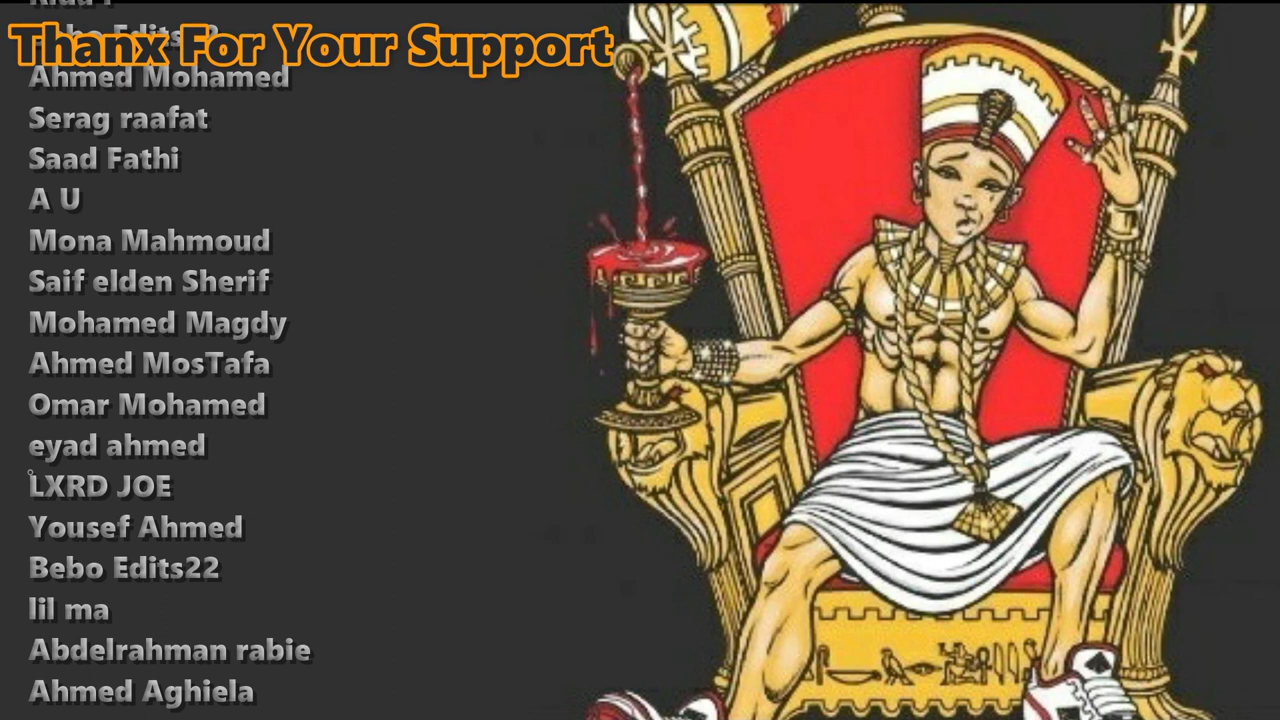 Thanx For Your Support
Ahmed Mohamed
Serag raafat
Saad Fathi
A U
Mona Mahmoud
Saif elden Sherif
Mohamed Magdy
Ahmed MosTafa
Omar Mohamed
eyad ahmed
LXRD JOE
Yousef Ahmed
Bebo Edits22
lil ma
Abdelrahman rabie
Ahmed Aghiela